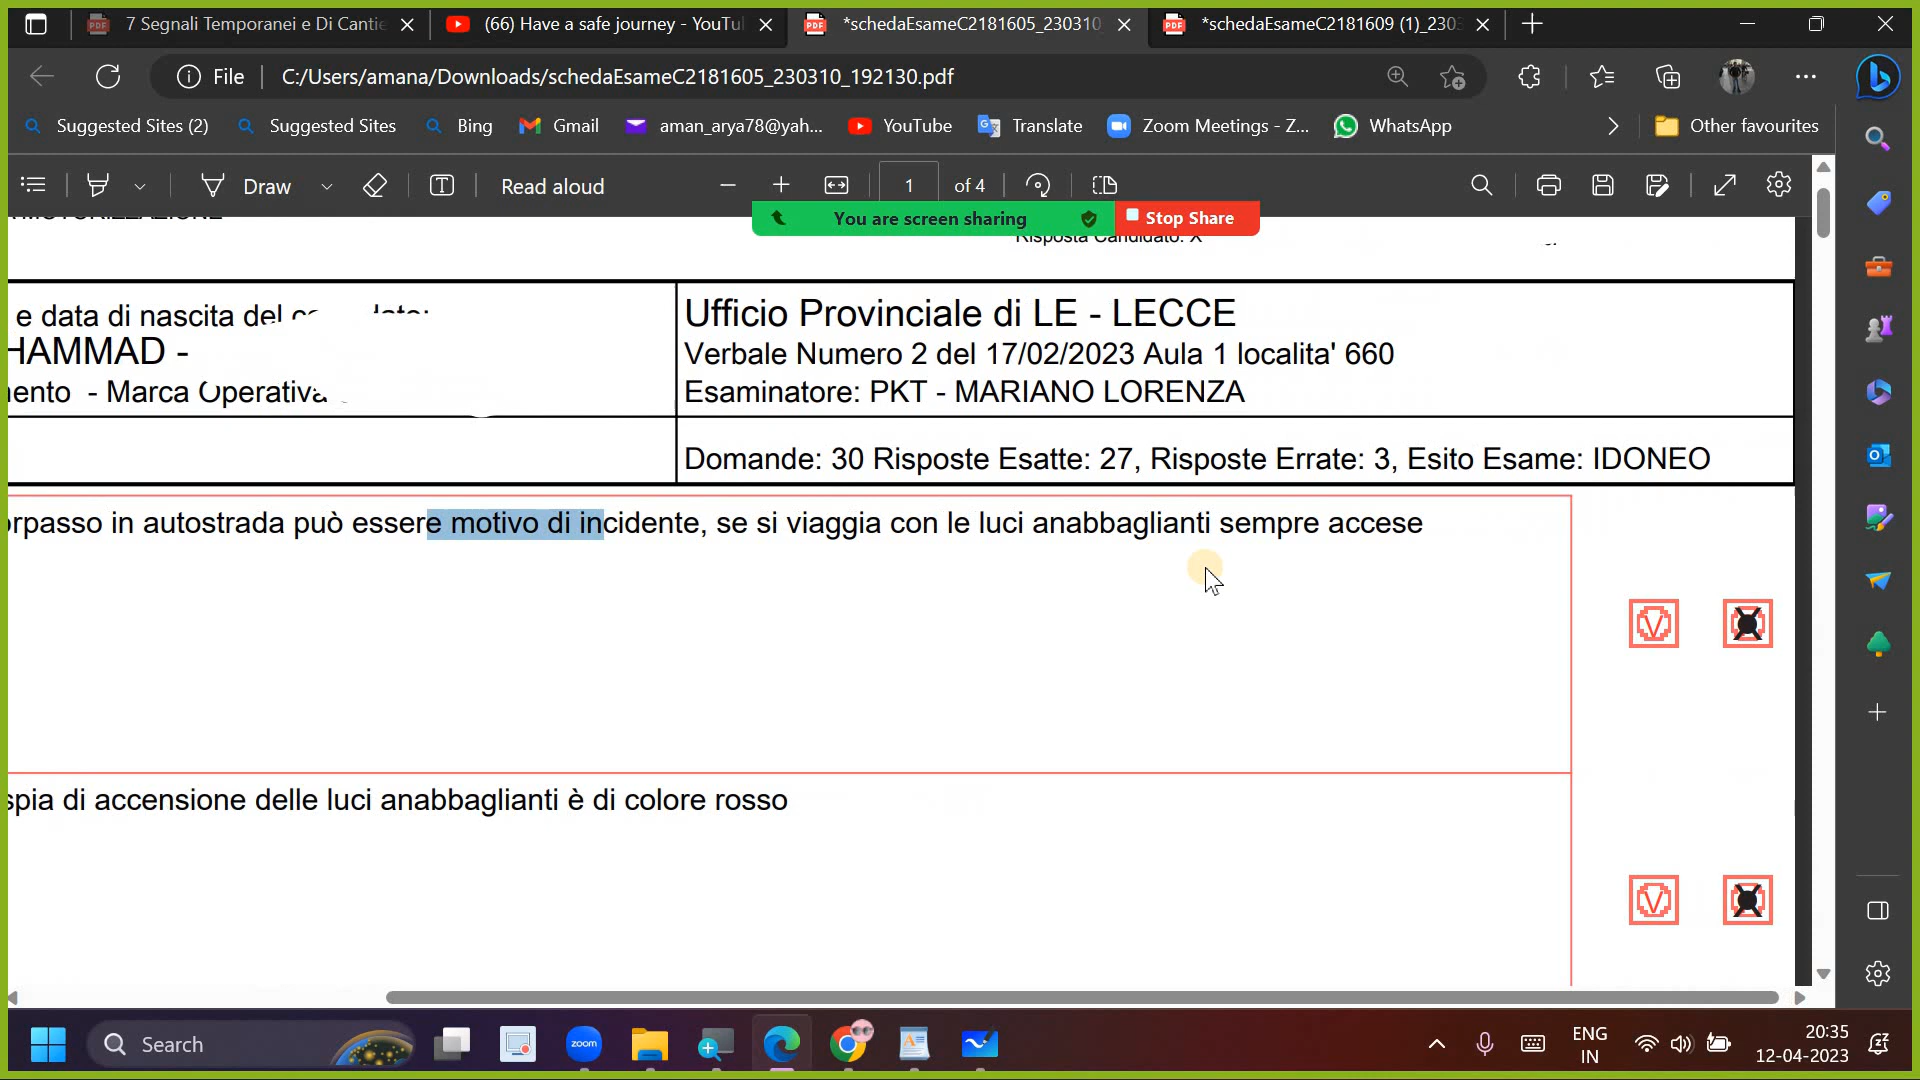 7 Segnali Temporanei e Di Cantie
(66) Have a safe journey - YouTu
*schedaEsameC2181605_230310
*schedaEsameC2181609 (1)_230
File
C:/Users/amana/Downloads/schedaEsameC2181605_230310_192130.pdf
Suggested Sites (2)
Suggested Sites
Bing
Gmail
aman_arya78@yah...
YouTube
Translate
Zoom Meetings - Z...
WhatsApp
Other favourites
Draw
Read aloud
1
of 4
You are screen sharing
Stop Share
Risposta Candidato: X
e data di nascita del
HAMMAD -
ento - Marca Operativa
Ufficio Provinciale di LE - LECCE
Verbale Numero 2 del 17/02/2023 Aula 1 localita' 660
Esaminatore: PKT - MARIANO LORENZA
Domande: 30 Risposte Esatte: 27, Risposte Errate: 3, Esito Esame: IDONEO
orpasso in autostrada può essere motivo di incidente, se si viaggia con le luci anabbaglianti sempre accese
V
spia di accensione delle luci anabbaglianti è di colore rosso
V
Search
zoom
ENG
IN
20:35
12-04-2023